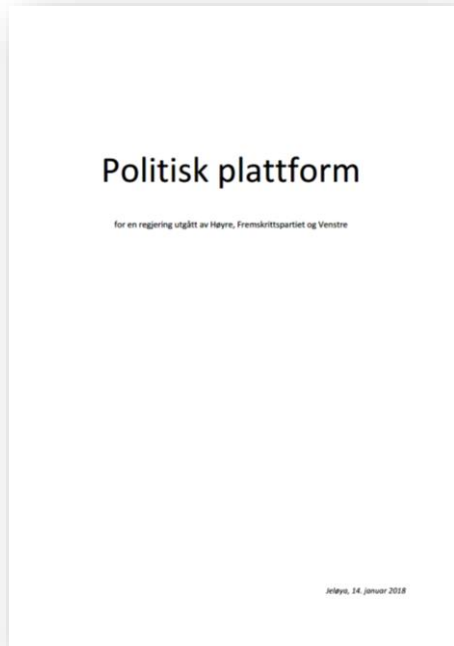 Politisk plattform
for en regjering utgått av Høyre, Fremskrittspartiet og Venstre
Jeløya, 14. januar 2018